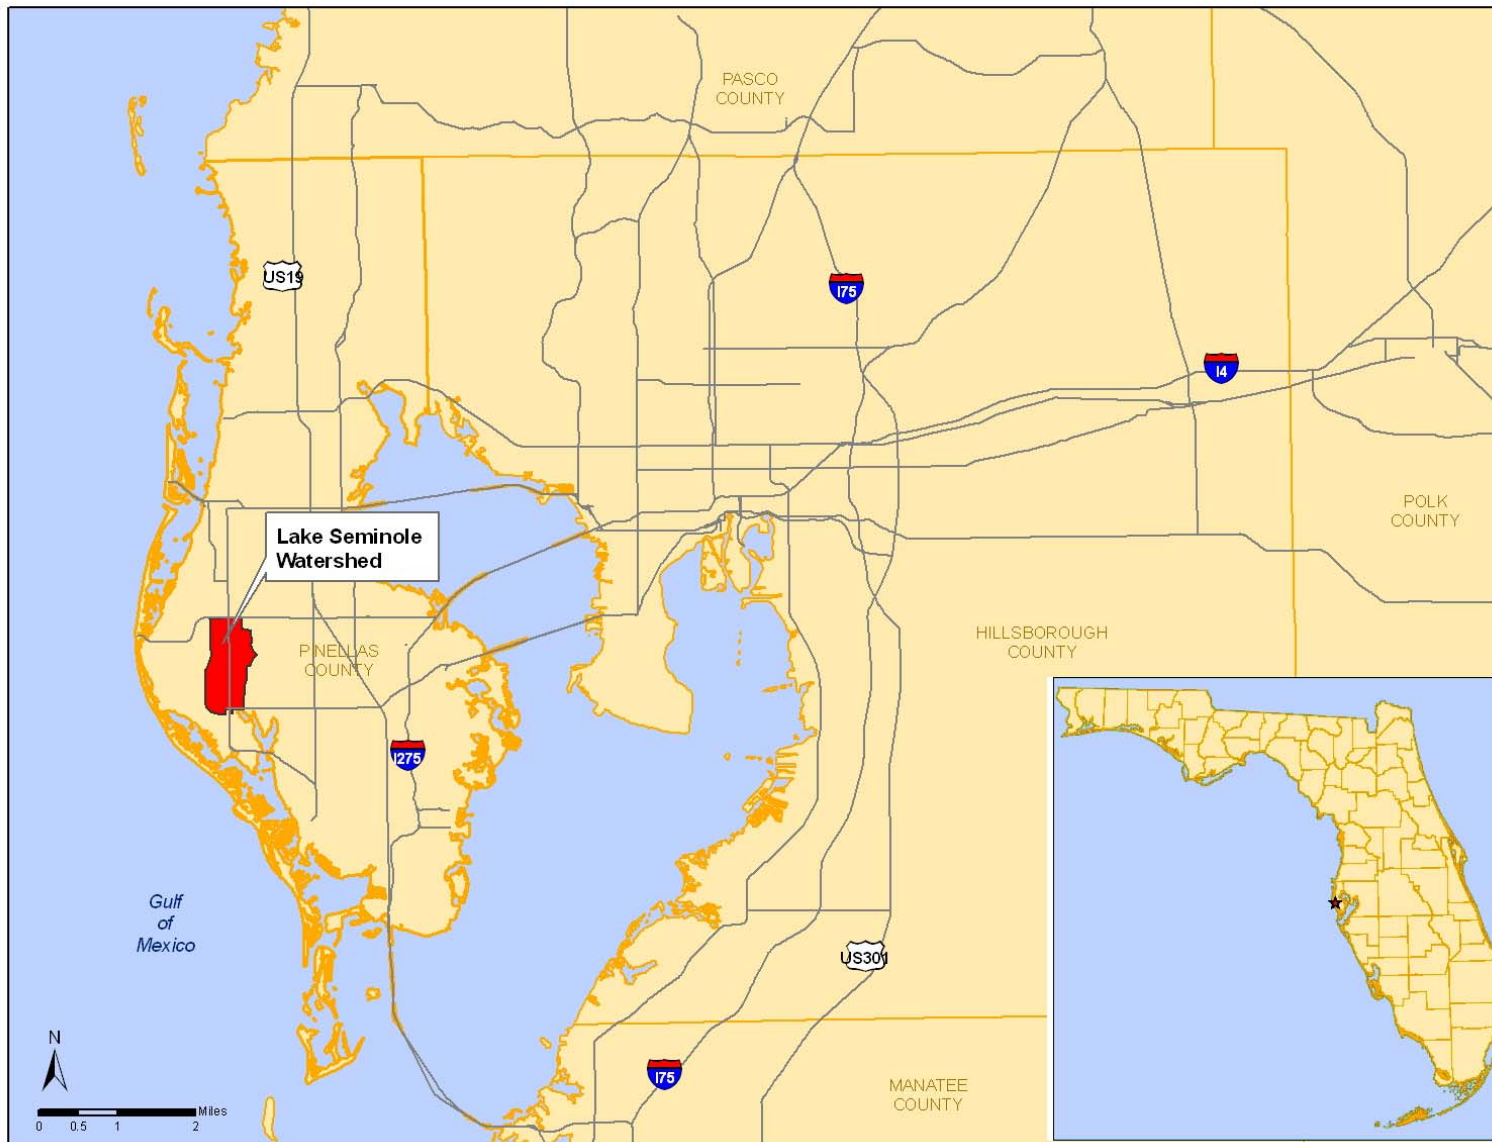 PASCO
COUNTY
US19
I75
I4
POLK
COUNTY
Lake Seminole
Watershed
HILLSBOROUGH
COUNTY
PINELLAS
COUNTY
I275
Gulf
of
Mexico
US301
N
I75
MANATEE
COUNTY
Miles
0 0.5 1 2